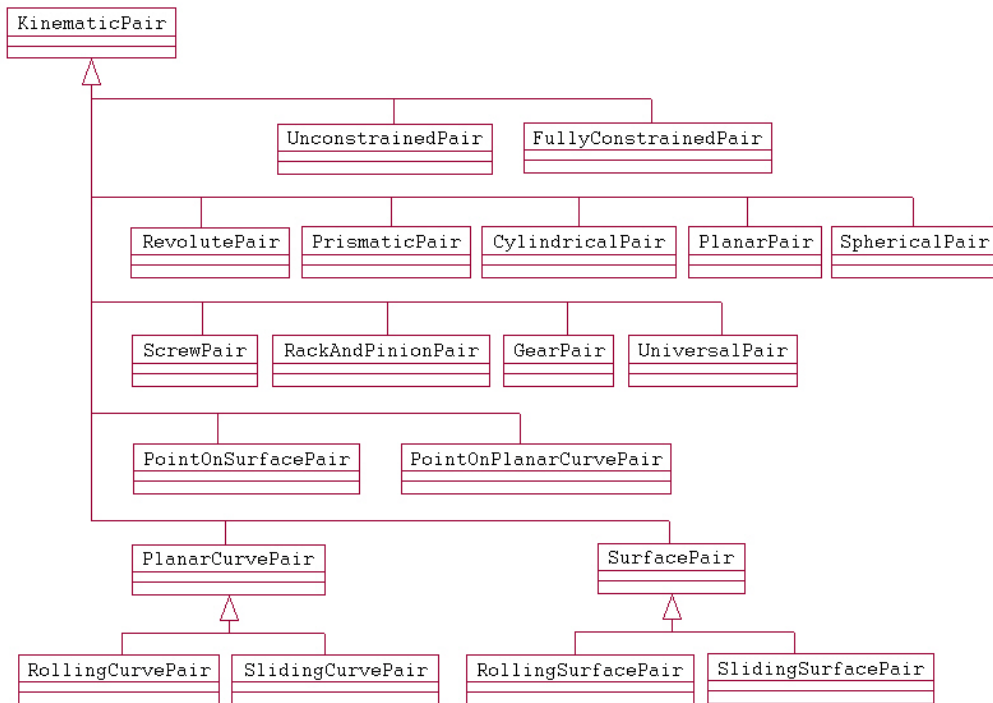 KinematicPair
UnconstrainedPair
FullyConstrainedPair
RevolutePair
PrismaticPair
CylindricalPair
PlanarPair
SphericalPair
ScrewPair
RackAndPinionPair
GearPair
UniversalPair
PointOnSurfacePair
PointOnPlanarCurvePair
PlanarCurvePair
SurfacePair
RollingCurvePair
SlidingCurvePair
RollingSurfacePair
SlidingSurfacePair